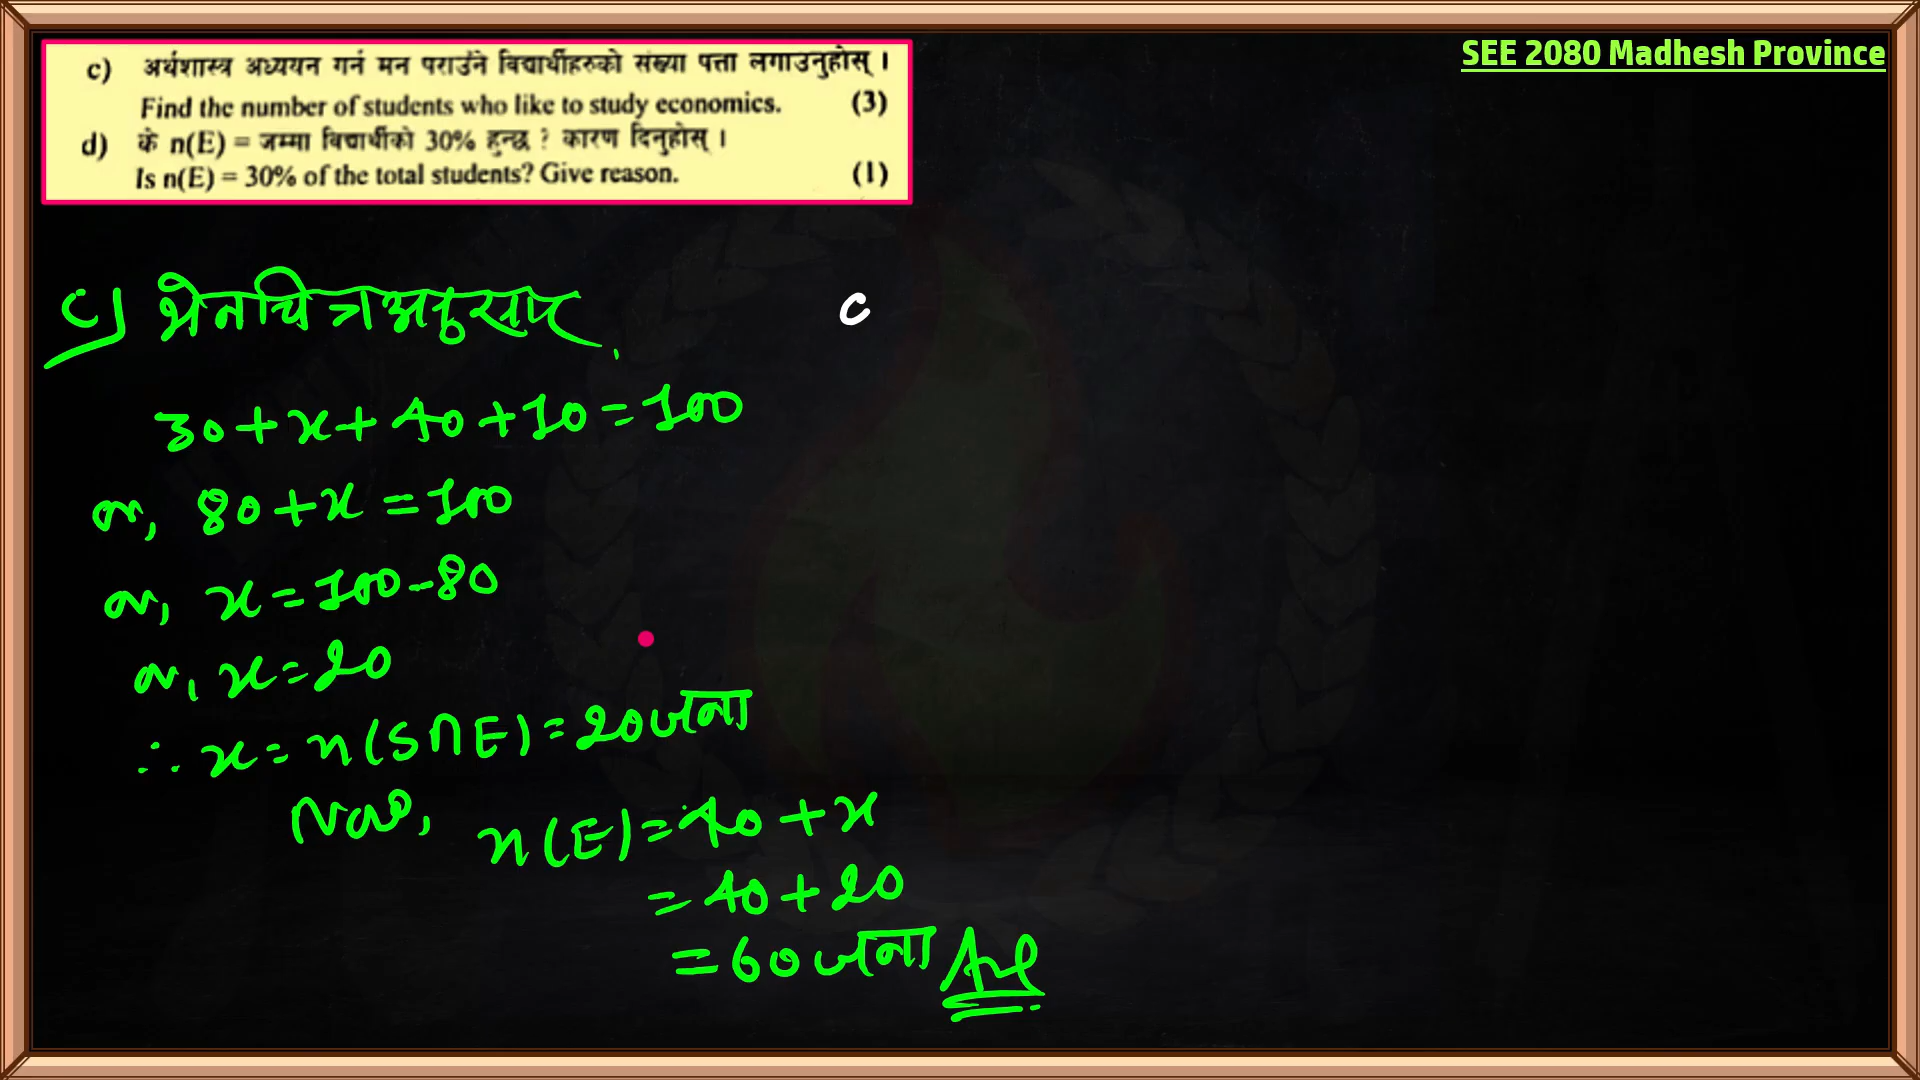 SEE 2080 Madhesh Province
c) अर्थशास्त्र अध्ययन गर्न मन पराउँने विद्यार्थीहरुको संख्या पत्ता लगाउनुहोस् ।
Find the number of students who like to study economics. (3)
d) के n(E) = जम्मा विद्यार्थीको 30% हुन्छ ? कारण दिनुहोस् ।
Is n(E) = 30% of the total students? Give reason. (1)
c) भेनचित्रअनुसार, c
30+x+40+10=100
or, 80+x=100
or, x=100-80
or, x=20
∴ x=n(S∩E)=20जना
Now, n(E)=40+x
=40+20
=60जना Ans